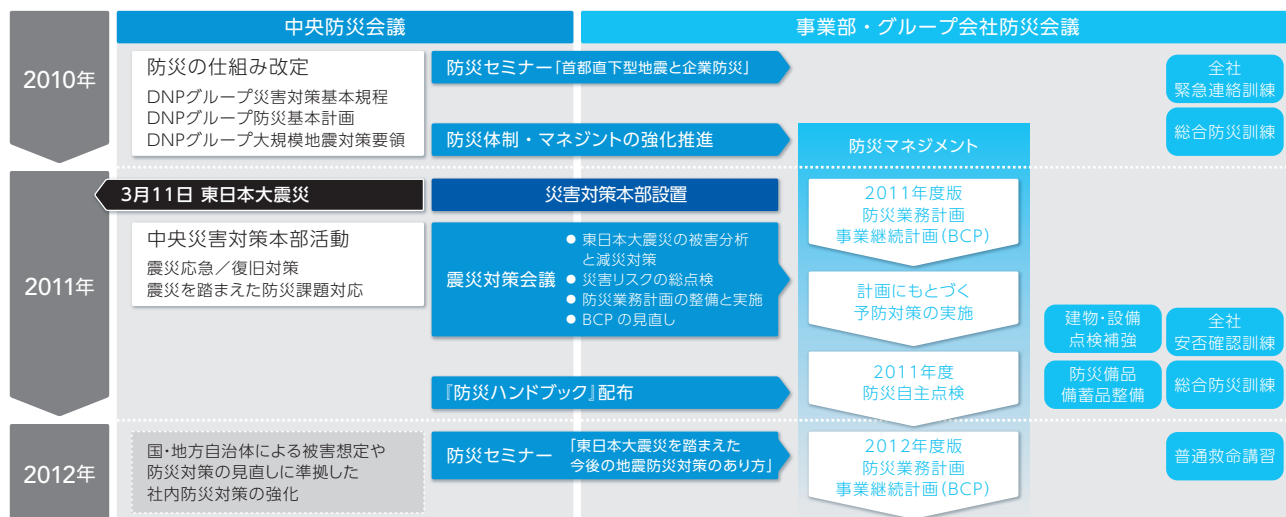 中央防災会議
事業部・グループ会社防災会議
2010年
防災の仕組み改定
DNPグループ災害対策基本規程
DNPグループ防災基本計画
DNPグループ大規模地震対策要領
防災セミナー「首都直下型地震と企業防災」
防災体制・マネジントの強化推進
防災マネジメント
全社
緊急連絡訓練
総合防災訓練
2011年
3月11日 東日本大震災
災害対策本部設置
中央災害対策本部活動
震災応急／復旧対策
震災を踏まえた防災課題対応
震災対策会議
● 東日本大震災の被害分析
と減災対策
● 災害リスクの総点検
● 防災業務計画の整備と実施
● BCP の見直し
『防災ハンドブック』配布
2011年度版
防災業務計画
事業継続計画（BCP）
計画にもとづく
予防対策の実施
2011年度
防災自主点検
建物・設備
点検補強
全社
安否確認訓練
防災備品
備蓄品整備
総合防災訓練
2012年
国・地方自治体による被害想定や
防災対策の見直しに準拠した
社内防災対策の強化
防災セミナー
「東日本大震災を踏まえた
今後の地震防災対策のあり方」
2012年度版
防災業務計画
事業継続計画（BCP）
普通救命講習